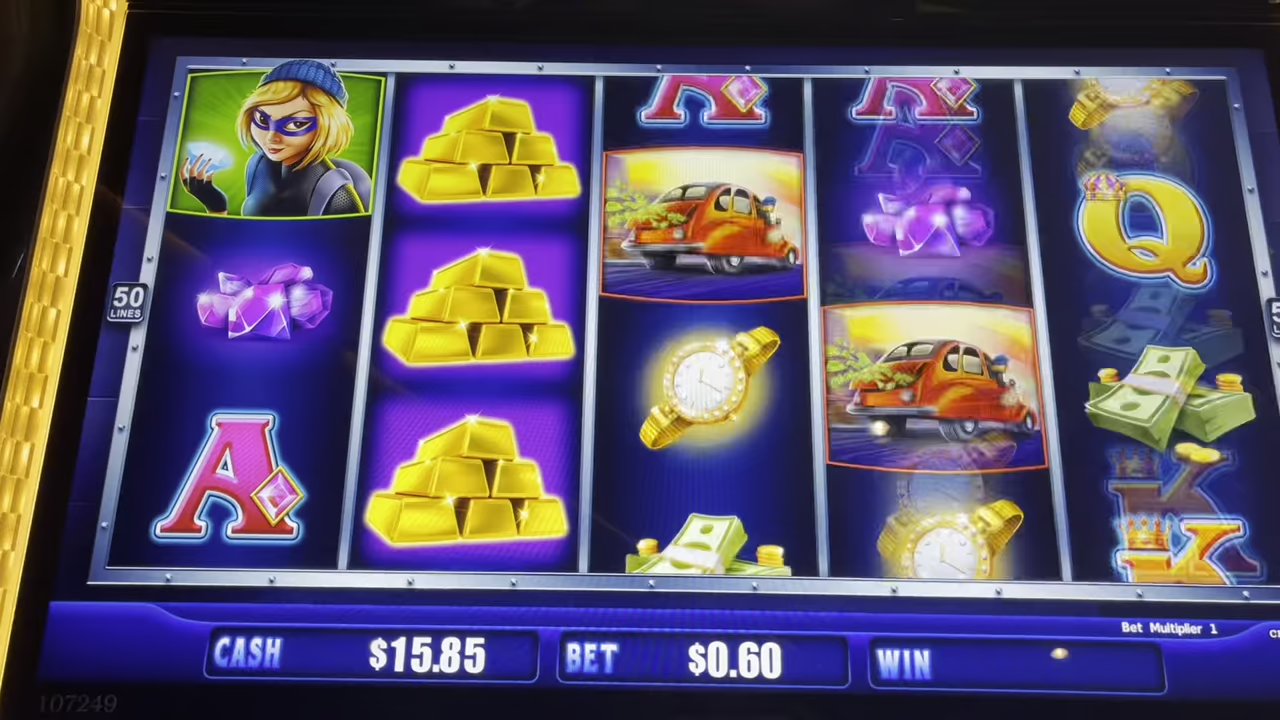 A A
Q
50
LINES
A
K
K
Bet Multiplier 1
CASH $15.85 BET $0.60 WIN
107249